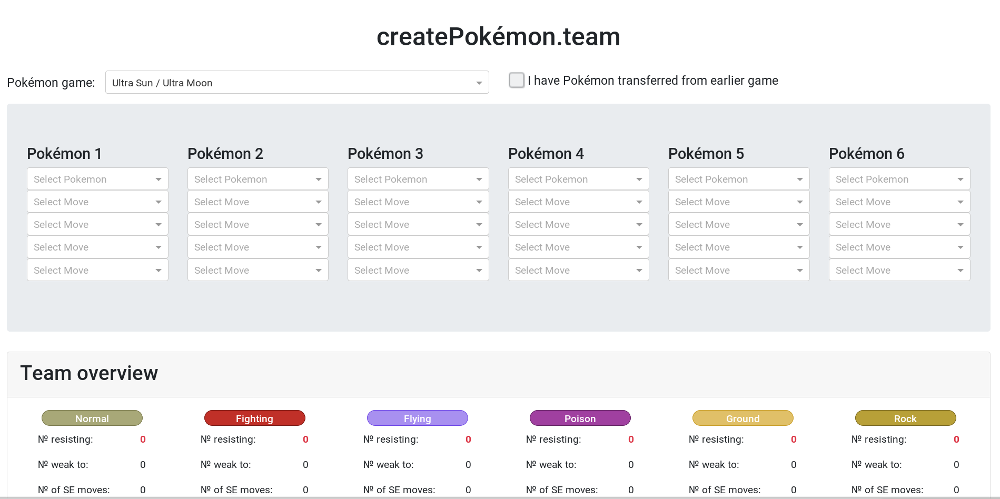 createPokémon.team
Pokémon game: Ultra Sun / Ultra Moon I have Pokémon transferred from earlier game
Pokémon 1 Pokémon 2 Pokémon 3 Pokémon 4 Pokémon 5 Pokémon 6
Select Pokemon Select Pokemon Select Pokemon Select Pokemon Select Pokemon Select Pokemon
Select Move Select Move Select Move Select Move Select Move Select Move
Select Move Select Move Select Move Select Move Select Move Select Move
Select Move Select Move Select Move Select Move Select Move Select Move
Select Move Select Move Select Move Select Move Select Move Select Move
Team overview
Normal Fighting Flying Poison Ground Rock
№ resisting: 0 № resisting: 0 № resisting: 0 № resisting: 0 № resisting: 0 № resisting: 0
№ weak to: 0 № weak to: 0 № weak to: 0 № weak to: 0 № weak to: 0 № weak to: 0
№ of SE moves: 0 № of SE moves: 0 № of SE moves: 0 № of SE moves: 0 № of SE moves: 0 № of SE moves: 0